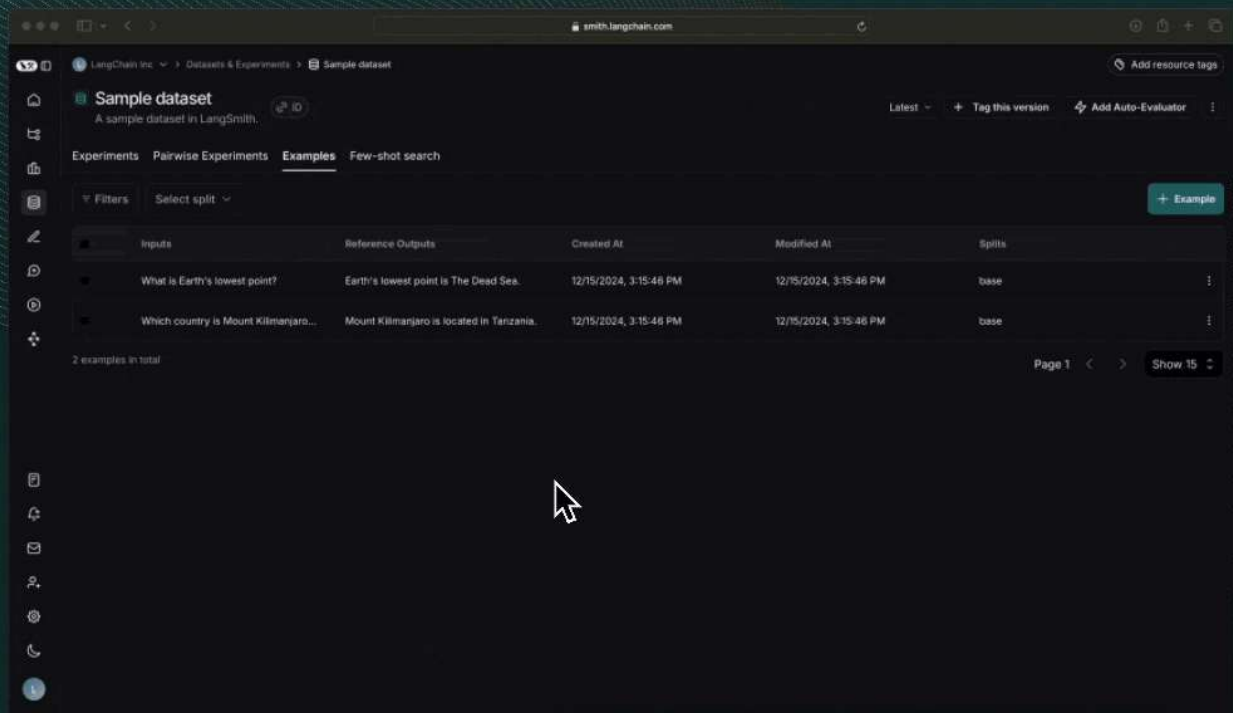 smith.langchain.com
LangChain Inc > Datasets & Experiments > Sample dataset
Add resource tags
Sample dataset
ID
A sample dataset in LangSmith.
Latest
+ Tag this version
Add Auto-Evaluator
Experiments Pairwise Experiments Examples Few-shot search
Filters Select split
+ Example
Inputs Reference Outputs Created At Modified At Splits
What is Earth's lowest point? Earth's lowest point is The Dead Sea. 12/15/2024, 3:15:46 PM 12/15/2024, 3:15:46 PM base
Which country is Mount Kilimanjaro... Mount Kilimanjaro is located in Tanzania. 12/15/2024, 3:15:46 PM 12/15/2024, 3:15:46 PM base
2 examples in total
Page 1 Show 15
L